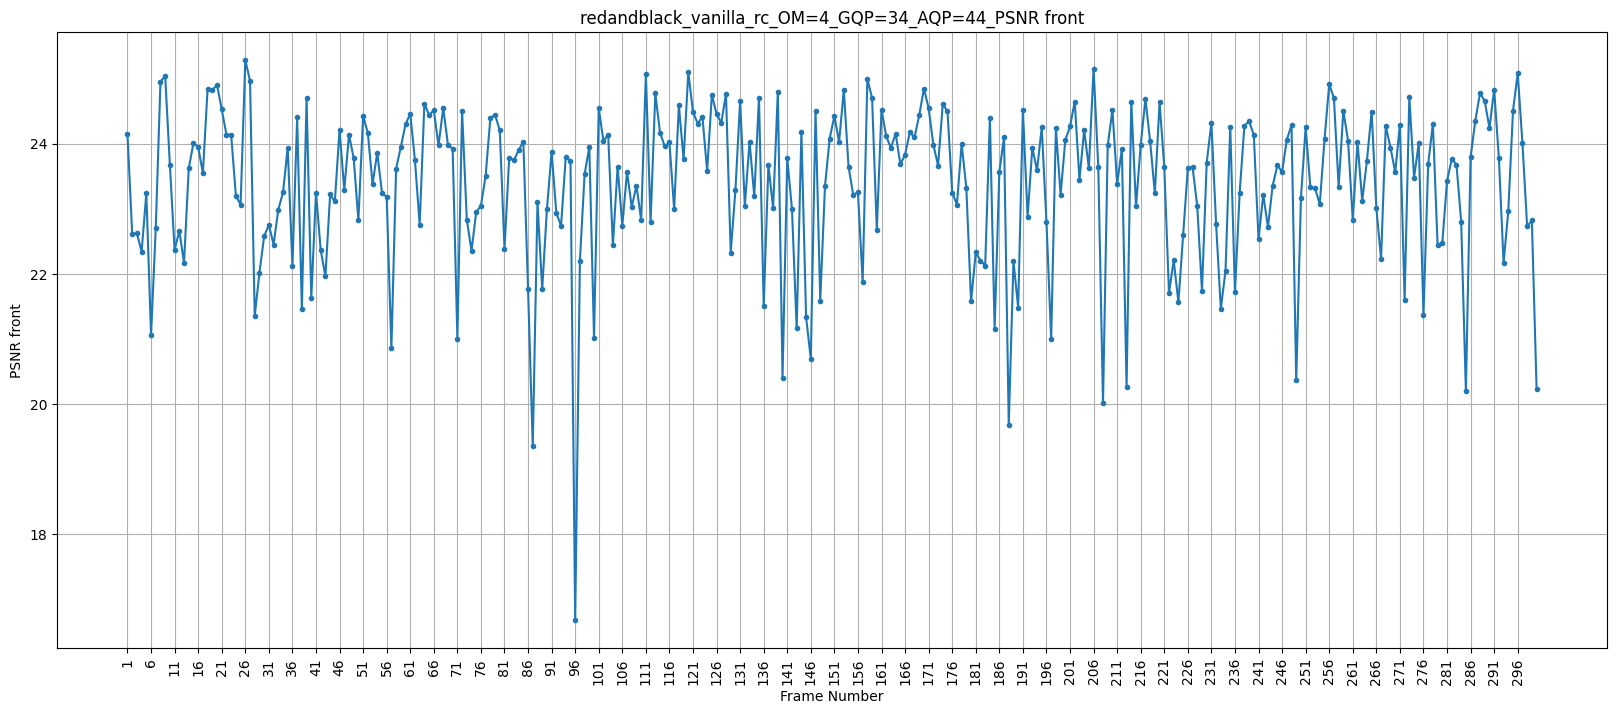 redandblack_vanilla_rc_OM=4_GQP=34_AQP=44_PSNR front
PSNR front
24
22
20
18
1 6 11 16 21 26 31 36 41 46 51 56 61 66 71 76 81 86 91 96 101 106 111 116 121 126 131 136 141 146 151 156 161 166 171 176 181 186 191 196 201 206 211 216 221 226 231 236 241 246 251 256 261 266 271 276 281 286 291 296
Frame Number